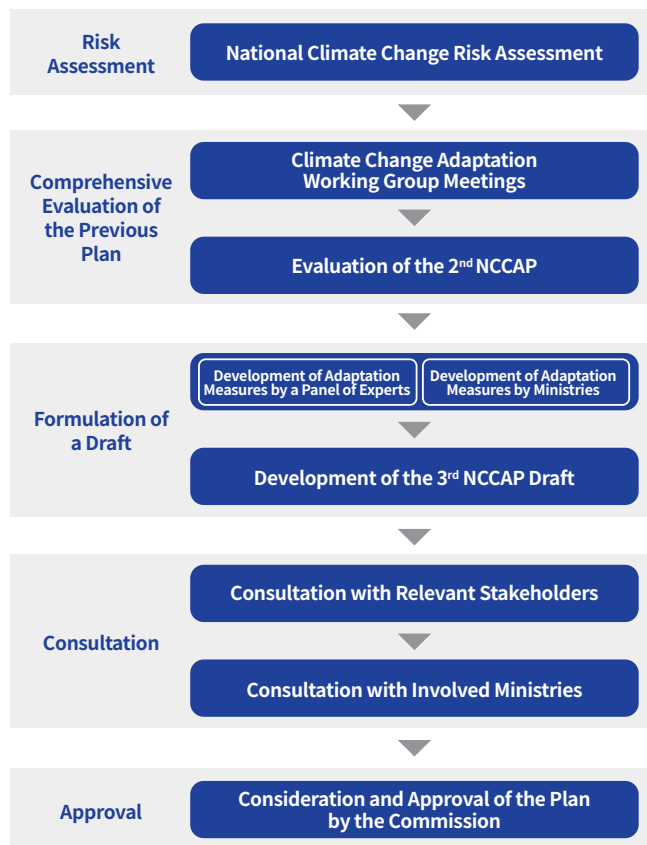 Risk
Assessment
National Climate Change Risk Assessment
Comprehensive
Evaluation of
the Previous
Plan
Climate Change Adaptation
Working Group Meetings
Evaluation of the 2nd NCCAP
Formulation of
a Draft
Development of Adaptation
Measures by a Panel of Experts
Development of Adaptation
Measures by Ministries
Development of the 3rd NCCAP Draft
Consultation
Consultation with Relevant Stakeholders
Consultation with Involved Ministries
Approval
Consideration and Approval of the Plan
by the Commission